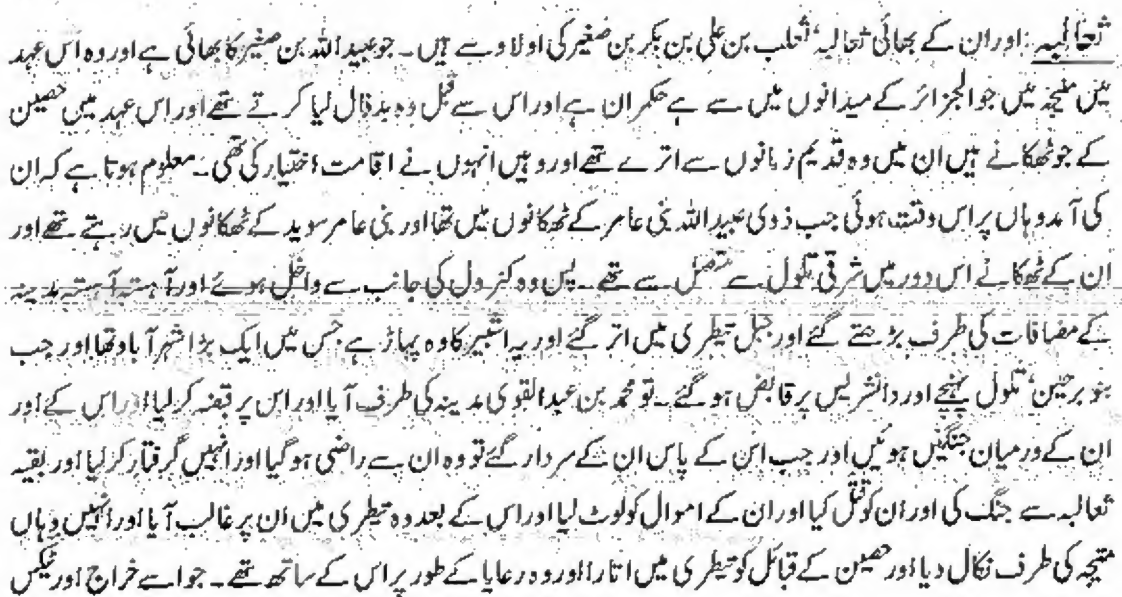 ثعالبہ: اور ان کے بھائی ثعالبہ، ثعلب بن علی بن بکر بن صغیر کی اولاد سے ہیں۔ جو عبید اللہ بن صغیر کا بھائی ہے اور وہ اس عہد
میں متیجہ میں جو الجزائر کے میدانوں میں سے ہے حکمران ہے اور اس سے قبل وہ بدفال لیا کرتے تھے اور اس عہد میں حصین
کے جو ٹھکانے ہیں ان میں وہ قدیم زمانوں سے اترے تھے اور وہیں انہوں نے اقامت اختیار کی تھی۔ معلوم ہوتا ہے کہ ان
کی آمد وہاں پر اس وقت ہوئی جب ذوی عبید اللہ بنی عامر کے ٹھکانوں میں تھا اور بنی عامر سوید کے ٹھکانوں میں رہتے تھے اور
ان کے ٹھکانے اس دور میں شرقی تلول سے متصل سے تھے۔ پس وہ کنر ول کی جانب سے داخل ہوئے اور آہستہ آہستہ مدینہ
کے مضافات کی طرف بڑھتے گئے اور جبل تیطری میں اتر گئے اور یہ اشیر کا وہ پہاڑ ہے جس میں ایک بڑا شہر آباد تھا اور جب
بنو برحین، تلول پہنچے اور دانشریس پر قابض ہو گئے۔ تو محمد بن عبد القوی مدینہ کی طرف آیا اور اس پر قبضہ کر لیا اور اس کے اور
ان کے درمیان جنگیں ہوئیں اور جب اس کے پاس ان کے سردار گئے تو وہ ان سے راضی ہو گیا اور انہیں گرفتار کر لیا اور بقیہ
ثعالبہ سے جنگ کی اور ان کو قتل کیا اور ان کے اموال کو لوٹ لیا اور اس کے بعد وہ تیطری میں ان پر غالب آیا اور انہیں وہاں
متیجہ کی طرف نکال دیا اور حصین کے قبائل کو تیطری میں اتارا اور وہ رعایا کے طور پر اس کے ساتھ تھے۔ جو اسے خراج اور ٹیکس